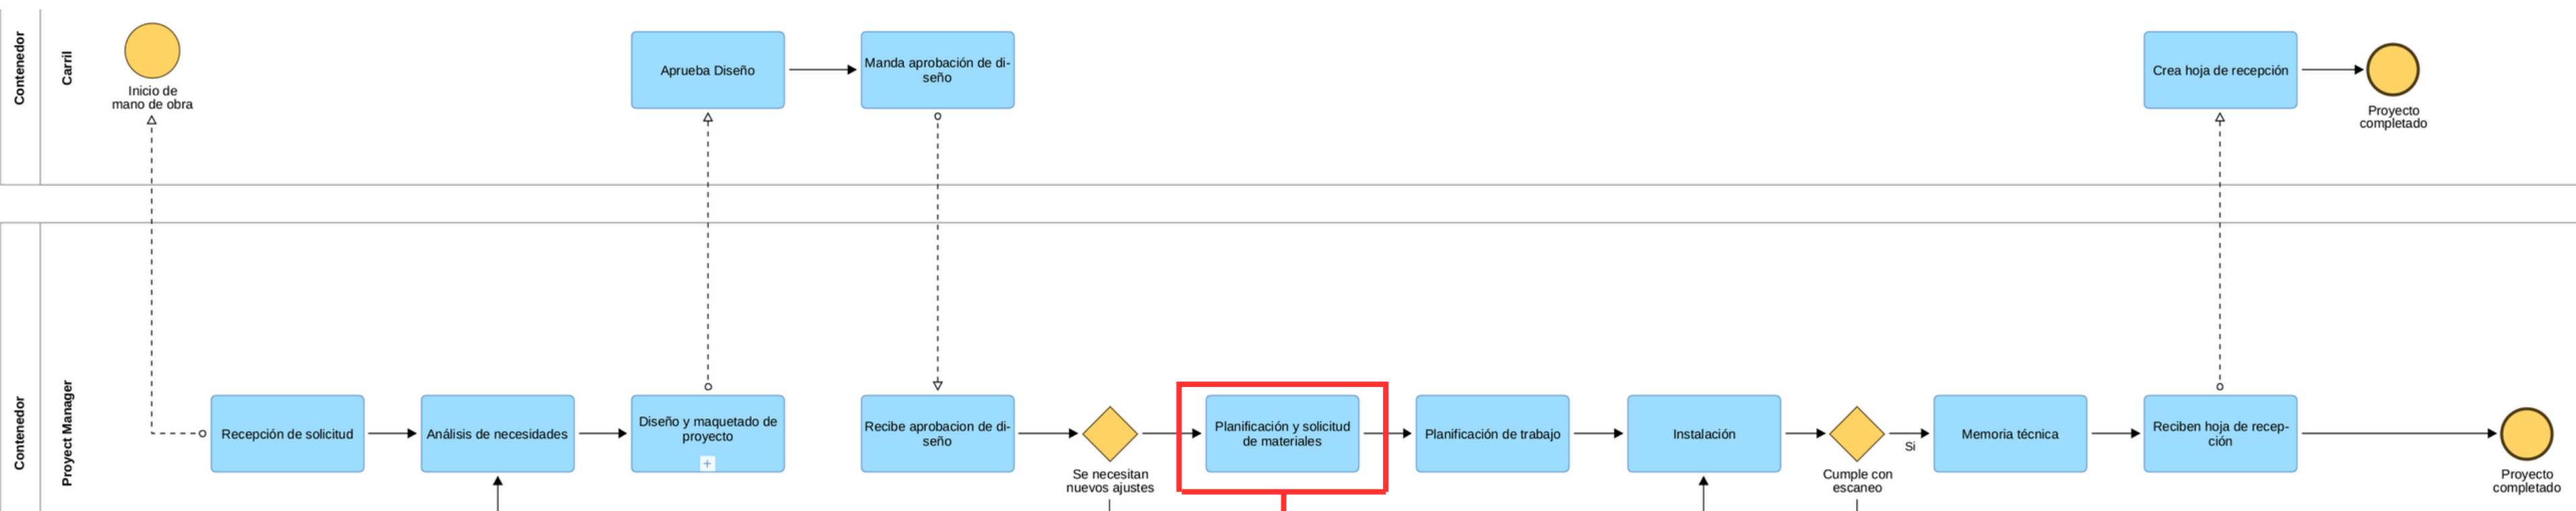 Contenedor
Carril
Inicio de
mano de obra
Aprueba Diseño
Manda aprobación de di-
seño
Crea hoja de recepción
Proyecto
completado
Contenedor
Proyect Manager
Recepción de solicitud
Análisis de necesidades
Diseño y maquetado de
proyecto
Recibe aprobacion de di-
seño
Se necesitan
nuevos ajustes
Planificación y solicitud
de materiales
Planificación de trabajo
Instalación
Cumple con
escaneo
Si
Memoria técnica
Reciben hoja de recep-
ción
Proyecto
completado